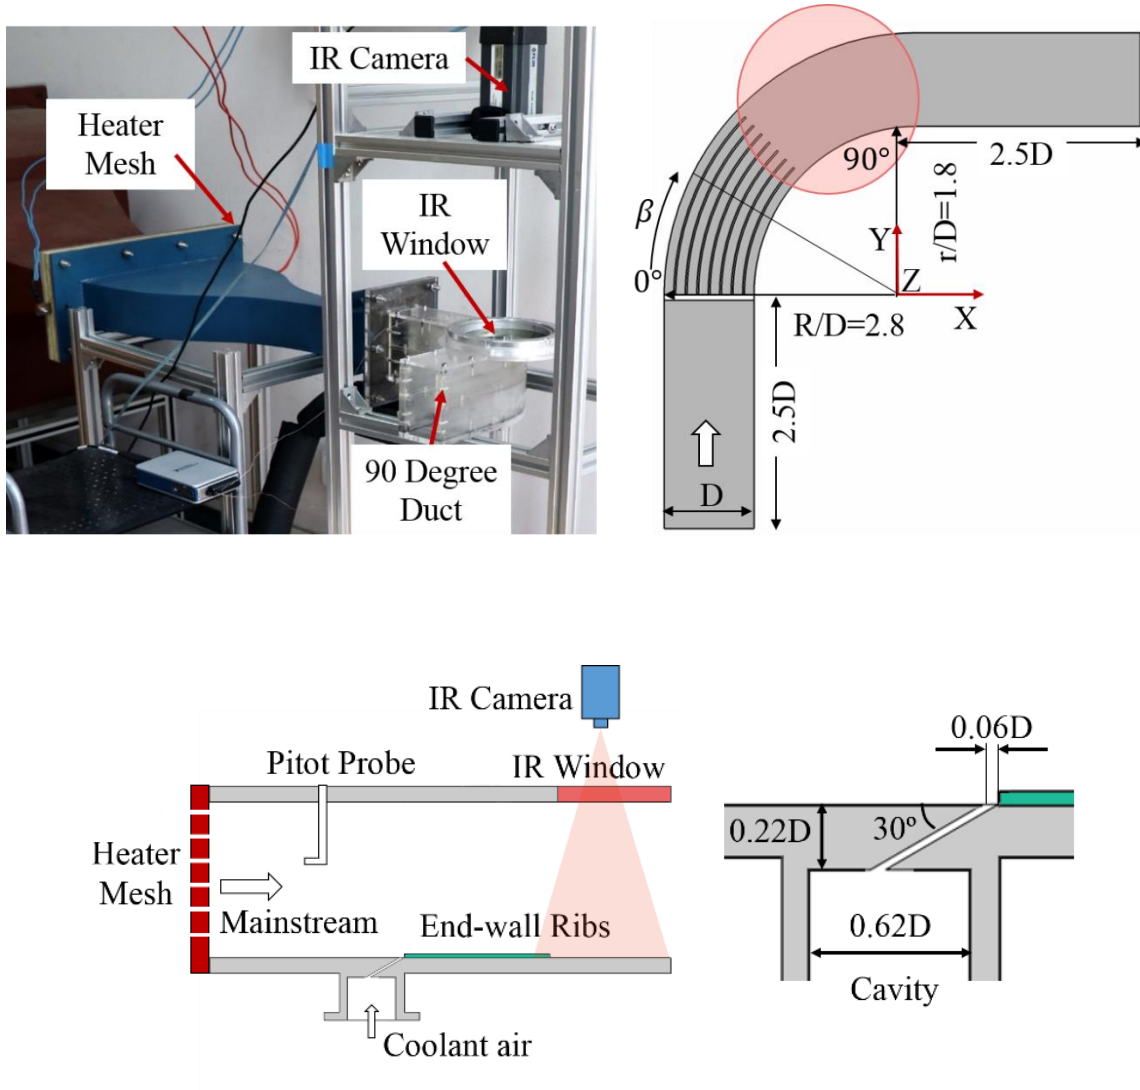 IR Camera
Heater
Mesh
IR
Window
90 Degree
Duct
90°
2.5D
r/D=1.8
β
0°
Y
Z
X
R/D=2.8
2.5D
D
IR Camera
Pitot Probe
IR Window
Heater
Mesh
Mainstream
End-wall Ribs
Coolant air
0.06D
0.22D
30º
0.62D
Cavity